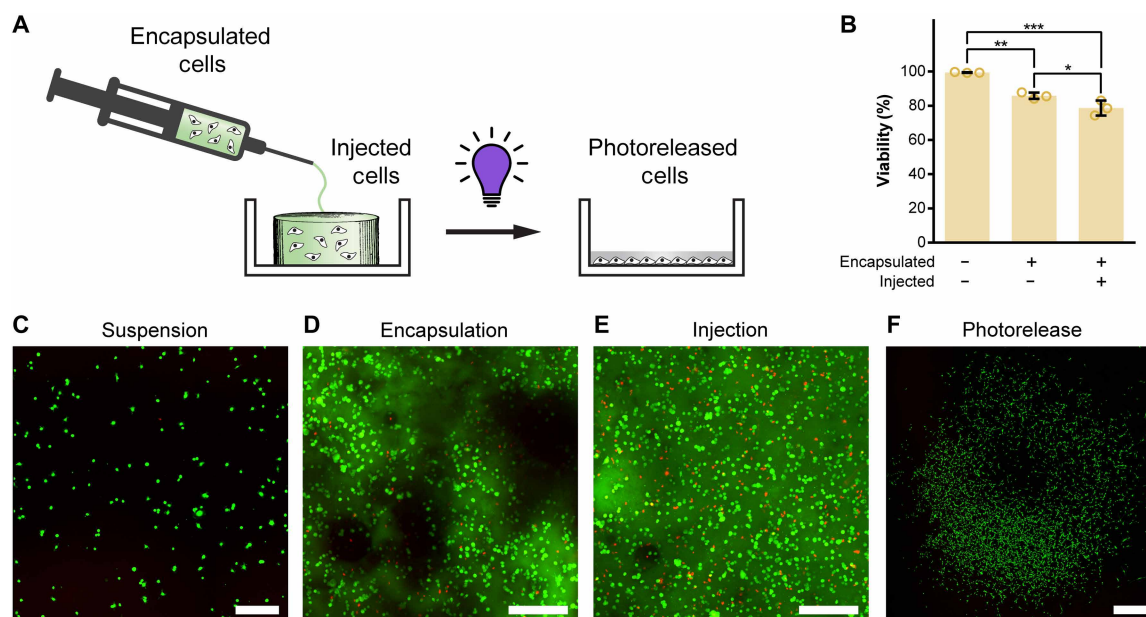 A
Encapsulated
cells
Injected
cells
Photoreleased
cells
B
***
**
*
Viability (%)
100
80
60
40
20
0
Encapsulated − + +
Injected − − +
C Suspension
D Encapsulation
E Injection
F Photorelease